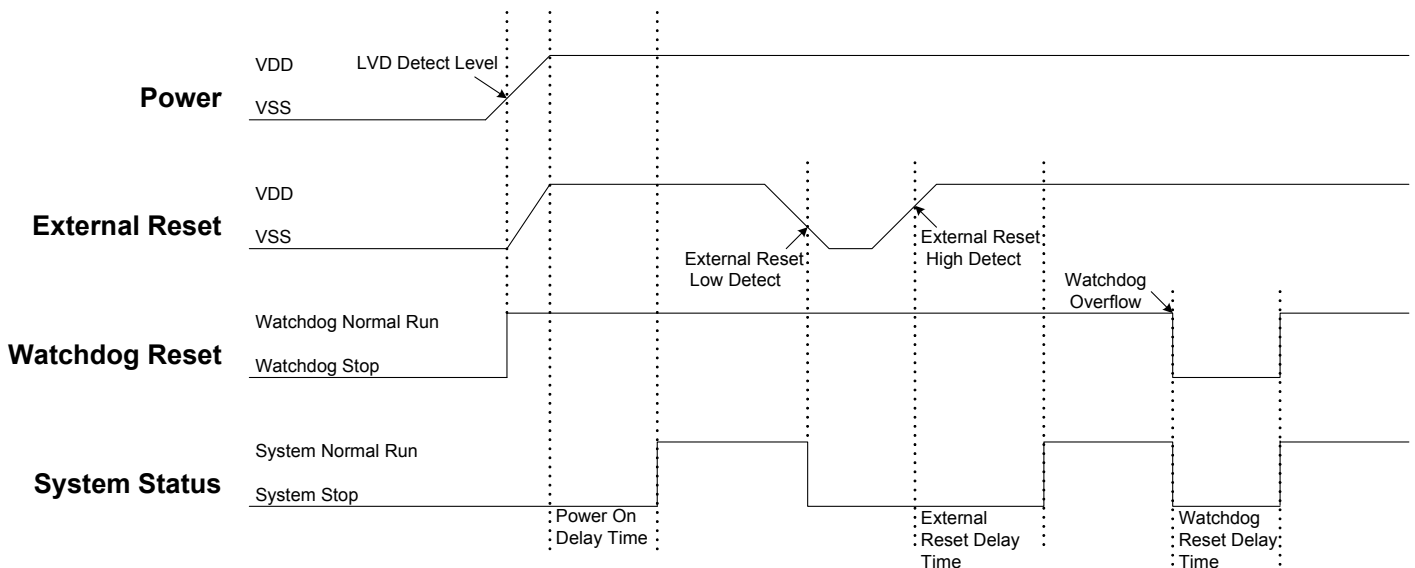 VDD
LVD Detect Level
Power
VSS
VDD
External Reset
VSS
External Reset
Low Detect
External Reset
High Detect
Watchdog
Overflow
Watchdog Normal Run
Watchdog Reset
Watchdog Stop
System Normal Run
System Status
System Stop
Power On
Delay Time
External
Reset Delay
Time
Watchdog
Reset Delay
Time